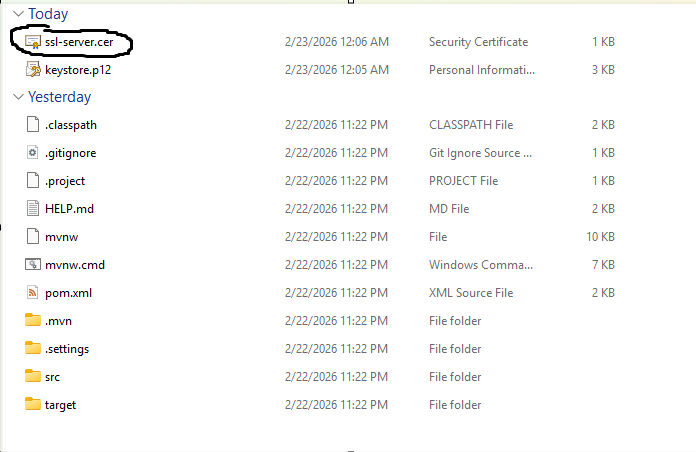 Today
ssl-server.cer 2/23/2026 12:06 AM Security Certificate 1 KB
keystore.p12 2/23/2026 12:05 AM Personal Informati... 3 KB
Yesterday
.classpath 2/22/2026 11:22 PM CLASSPATH File 2 KB
.gitignore 2/22/2026 11:22 PM Git Ignore Source ... 1 KB
.project 2/22/2026 11:22 PM PROJECT File 1 KB
HELP.md 2/22/2026 11:22 PM MD File 2 KB
mvnw 2/22/2026 11:22 PM File 10 KB
mvnw.cmd 2/22/2026 11:22 PM Windows Comma... 7 KB
pom.xml 2/22/2026 11:22 PM XML Source File 2 KB
.mvn 2/22/2026 11:22 PM File folder
.settings 2/22/2026 11:22 PM File folder
src 2/22/2026 11:22 PM File folder
target 2/22/2026 11:22 PM File folder